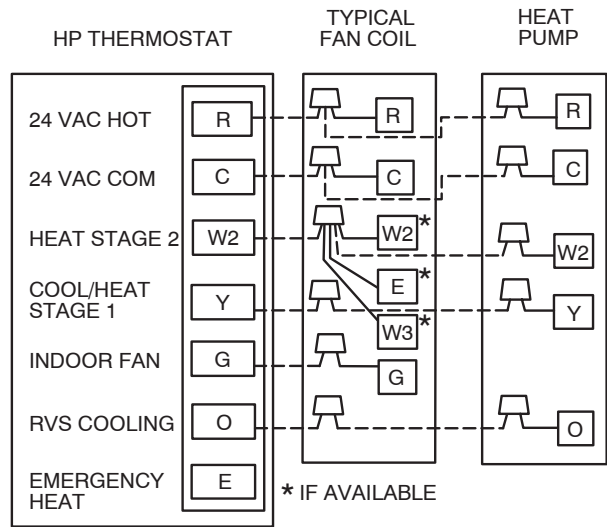 HP THERMOSTAT
TYPICAL
FAN COIL
HEAT
PUMP
24 VAC HOT R R R
24 VAC COM C C C
HEAT STAGE 2 W2 W2* W2
E*
COOL/HEAT
STAGE 1 Y W3* Y
INDOOR FAN G G
RVS COOLING O O
EMERGENCY
HEAT E
* IF AVAILABLE